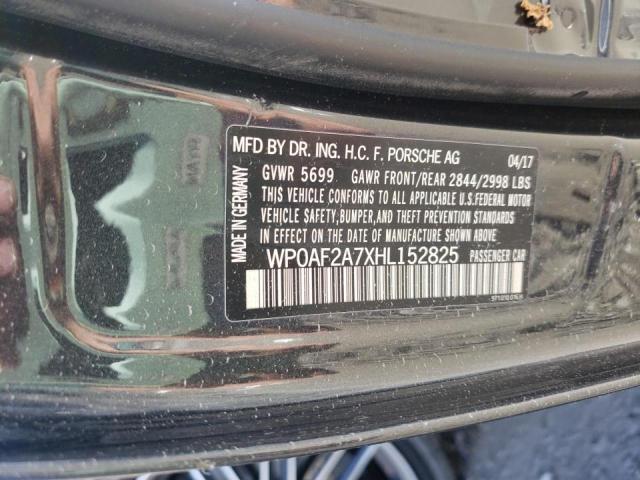 MFD BY DR. ING. H.C. F. PORSCHE AG 04/17
GVWR 5699 GAWR FRONT/REAR 2844/2998 LBS
THIS VEHICLE CONFORMS TO ALL APPLICABLE U.S.FEDERAL MOTOR
VEHICLE SAFETY,BUMPER,AND THEFT PREVENTION STANDARDS
IN EFFECT ON THE DATE OF MANUFACTURE SHOWN ABOVE.
WP0AF2A7XHL152825 PASSENGER CAR
MADE IN GERMANY